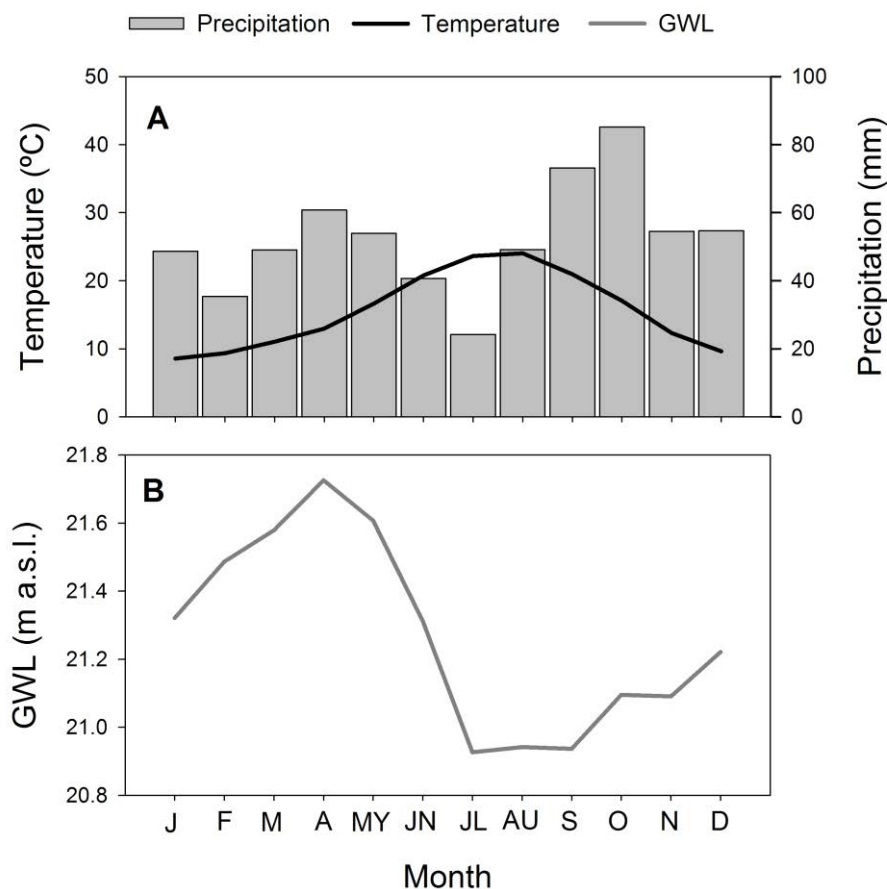 Precipitation Temperature GWL
A
Temperature (ºC)
50
40
30
20
10
0
Precipitation (mm)
100
80
60
40
20
0
B
GWL (m a.s.l.)
21.8
21.6
21.4
21.2
21.0
20.8
J F M A MY JN JL AU S O N D
Month